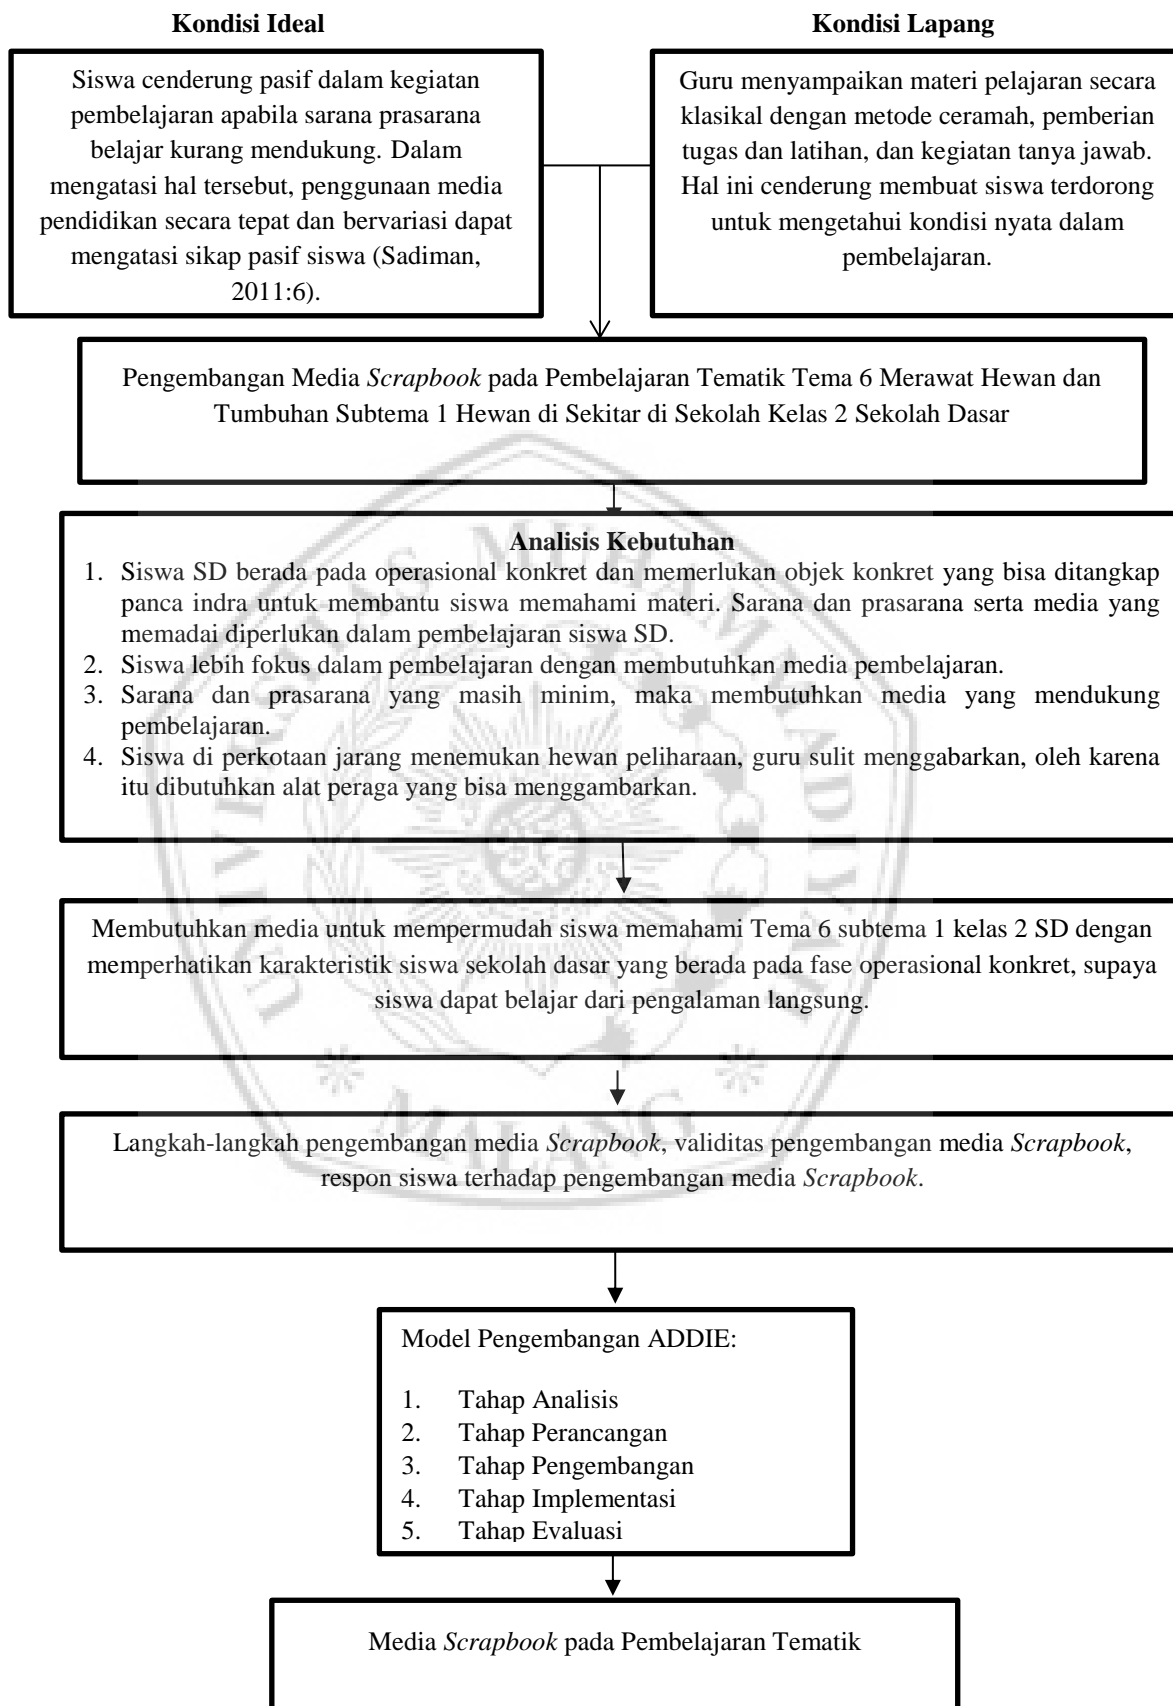 Kondisi Ideal
Kondisi Lapang
Siswa cenderung pasif dalam kegiatan
pembelajaran apabila sarana prasarana
belajar kurang mendukung. Dalam
mengatasi hal tersebut, penggunaan media
pendidikan secara tepat dan bervariasi dapat
mengatasi sikap pasif siswa (Sadiman,
2011:6).
Guru menyampaikan materi pelajaran secara
klasikal dengan metode ceramah, pemberian
tugas dan latihan, dan kegiatan tanya jawab.
Hal ini cenderung membuat siswa terdorong
untuk mengetahui kondisi nyata dalam
pembelajaran.
Pengembangan Media Scrapbook pada Pembelajaran Tematik Tema 6 Merawat Hewan dan
Tumbuhan Subtema 1 Hewan di Sekitar di Sekolah Kelas 2 Sekolah Dasar
Analisis Kebutuhan
1. Siswa SD berada pada operasional konkret dan memerlukan objek konkret yang bisa ditangkap
panca indra untuk membantu siswa memahami materi. Sarana dan prasarana serta media yang
memadai diperlukan dalam pembelajaran siswa SD.
2. Siswa lebih fokus dalam pembelajaran dengan membutuhkan media pembelajaran.
3. Sarana dan prasarana yang masih minim, maka membutuhkan media yang mendukung
pembelajaran.
4. Siswa di perkotaan jarang menemukan hewan peliharaan, guru sulit menggabarkan, oleh karena
itu dibutuhkan alat peraga yang bisa menggambarkan.
Membutuhkan media untuk mempermudah siswa memahami Tema 6 subtema 1 kelas 2 SD dengan
memperhatikan karakteristik siswa sekolah dasar yang berada pada fase operasional konkret, supaya
siswa dapat belajar dari pengalaman langsung.
Langkah-langkah pengembangan media Scrapbook, validitas pengembangan media Scrapbook,
respon siswa terhadap pengembangan media Scrapbook.
Model Pengembangan ADDIE:
1. Tahap Analisis
2. Tahap Perancangan
3. Tahap Pengembangan
4. Tahap Implementasi
5. Tahap Evaluasi
Media Scrapbook pada Pembelajaran Tematik
UNIVERSITAS MUHAMMADIYAH
MALANG